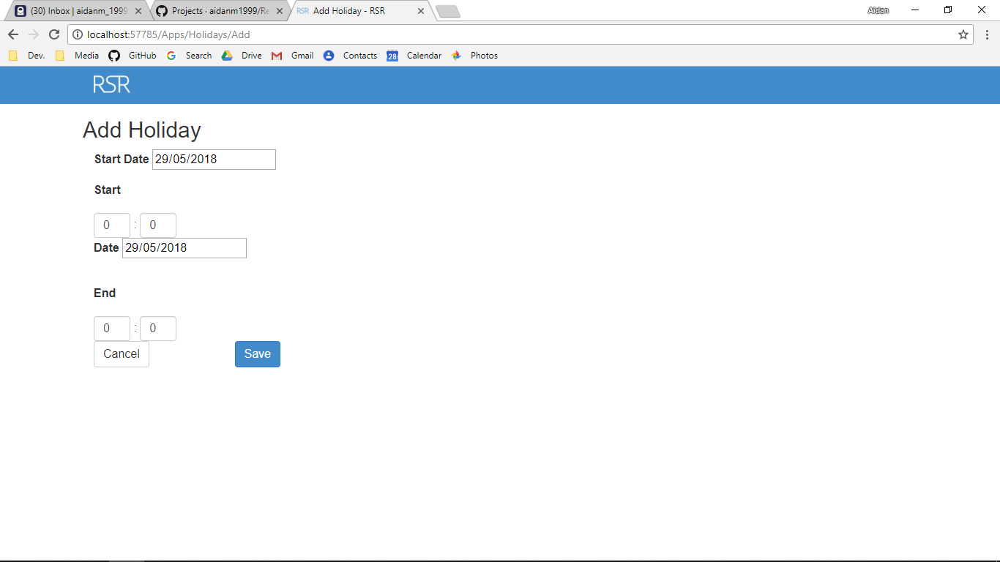 (30) Inbox | aidanm_1999 Projects · aidanm1999/Re RSR Add Holiday - RSR Aidan
localhost:57785/Apps/Holidays/Add
Dev. Media GitHub G Search Drive M Gmail Contacts 28 Calendar Photos
RSR
Add Holiday
Start Date 29/05/2018
Start
0 : 0
Date 29/05/2018
End
0 : 0
Cancel Save